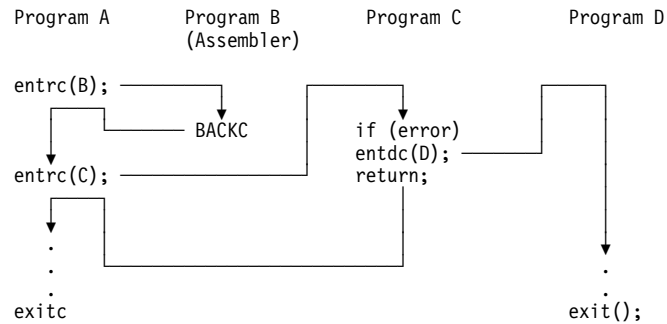 Program A Program B Program C Program D
(Assembler)
entrc(B);
BACKC if (error)
entdc(D);
entrc(C); return;
.
. .
. .
exitc exit();